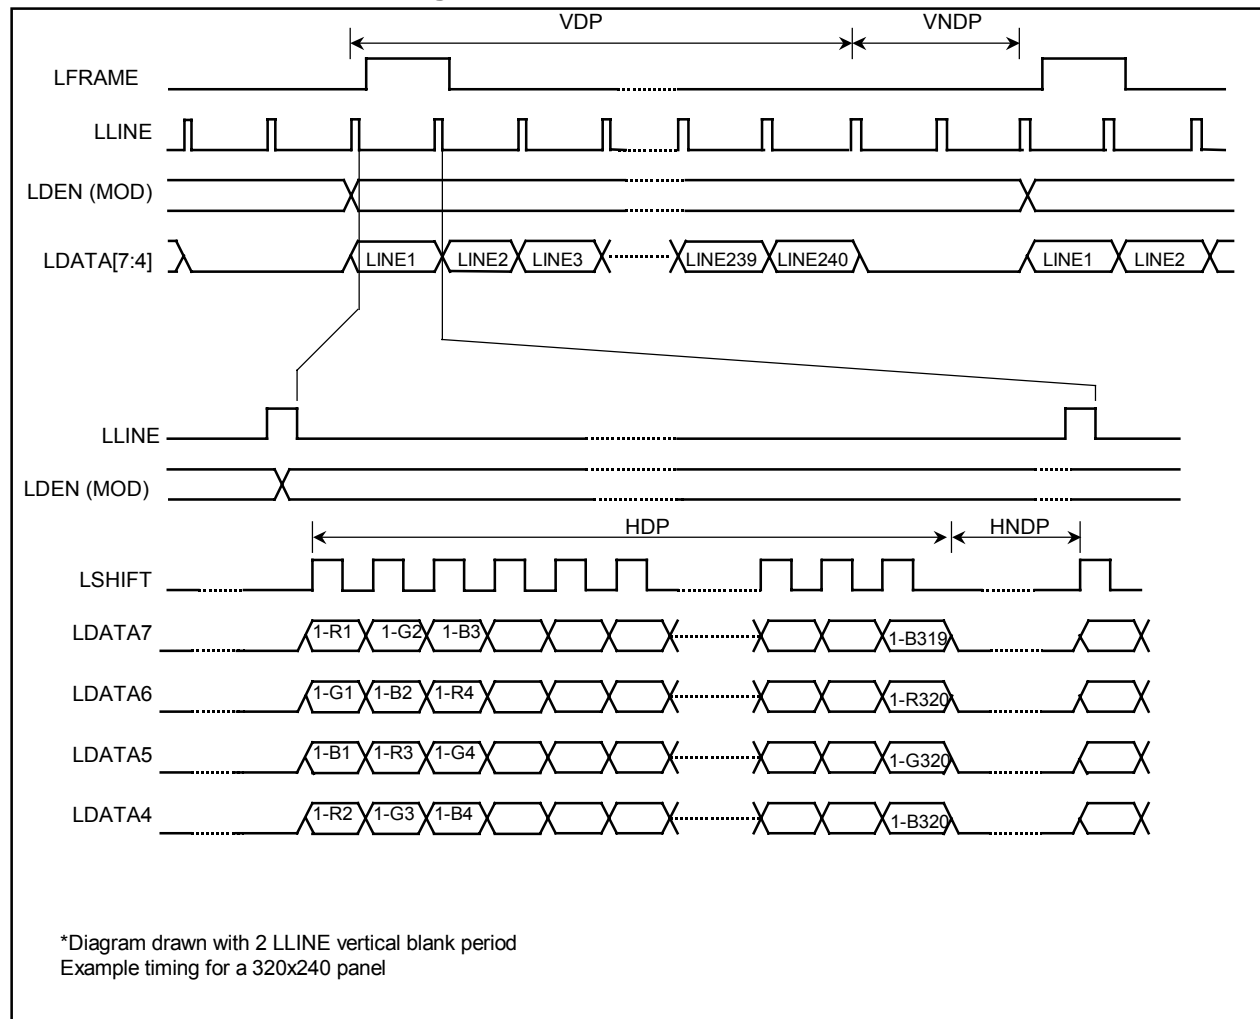 VDP VNDP
LFRAME
LLINE
LDEN (MOD)
LDATA[7:4] LINE1 LINE2 LINE3 LINE239 LINE240 LINE1 LINE2
LLINE
LDEN (MOD)
HDP HNDP
LSHIFT
LDATA7 1-R1 1-G2 1-B3 1-B319
LDATA6 1-G1 1-B2 1-R4 1-R320
LDATA5 1-B1 1-R3 1-G4 1-G320
LDATA4 1-R2 1-G3 1-B4 1-B320
*Diagram drawn with 2 LLINE vertical blank period
Example timing for a 320x240 panel